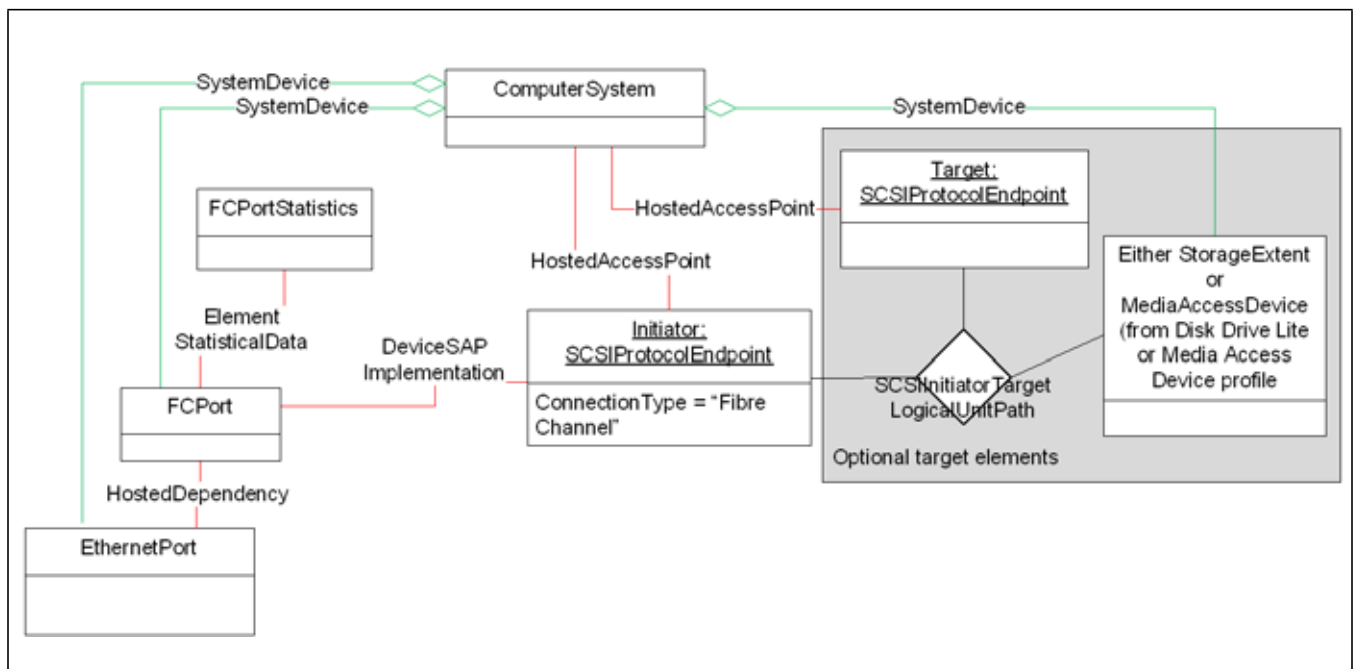 SystemDevice
SystemDevice
ComputerSystem
SystemDevice
FCPortStatistics
HostedAccessPoint
Target:
SCSIProtocolEndpoint
HostedAccessPoint
Either StorageExtent
or
MediaAccessDevice
(from Disk Drive Lite
or Media Access
Device profile
Element
StatisticalData
DeviceSAP
Implementation
Initiator:
SCSIProtocolEndpoint
ConnectionType = “Fibre
Channel”
SCSIInitiatorTarget
LogicalUnitPath
FCPort
Optional target elements
HostedDependency
EthernetPort